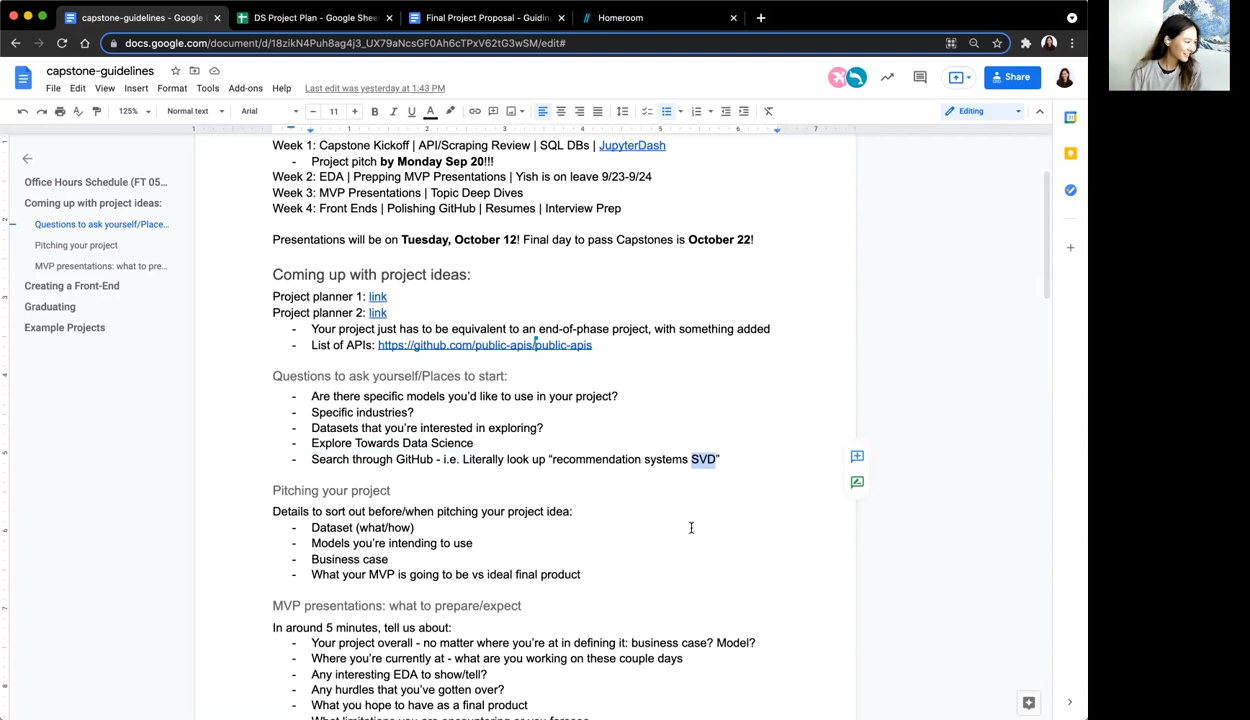 capstone-guidelines - Google
DS Project Plan - Google Shee
Final Project Proposal - Guidin
Homeroom
docs.google.com/document/d/18zikN4Puh8ag4j3_UX79aNcsGF0Ah6cTPxV62tG3wSM/edit#
capstone-guidelines
File Edit View Insert Format Tools Add-ons Help Last edit was yesterday at 1:43 PM
Share
125% Normal text Arial 11 Editing
1 1 2 3 4 5 6 7
Office Hours Schedule (FT 05...
Coming up with project ideas:
Questions to ask yourself/Place...
Pitching your project
MVP presentations: what to pre...
Creating a Front-End
Graduating
Example Projects
Week 1: Capstone Kickoff | API/Scraping Review | SQL DBs | JupyterDash
- Project pitch by Monday Sep 20!!!
Week 2: EDA | Prepping MVP Presentations | Yish is on leave 9/23-9/24
Week 3: MVP Presentations | Topic Deep Dives
Week 4: Front Ends | Polishing GitHub | Resumes | Interview Prep
Presentations will be on Tuesday, October 12! Final day to pass Capstones is October 22!
Coming up with project ideas:
Project planner 1: link
Project planner 2: link
- Your project just has to be equivalent to an end-of-phase project, with something added
- List of APIs: https://github.com/public-apis/public-apis
Questions to ask yourself/Places to start:
- Are there specific models you'd like to use in your project?
- Specific industries?
- Datasets that you're interested in exploring?
- Explore Towards Data Science
- Search through GitHub - i.e. Literally look up “recommendation systems SVD”
Pitching your project
Details to sort out before/when pitching your project idea:
- Dataset (what/how)
- Models you're intending to use
- Business case
- What your MVP is going to be vs ideal final product
MVP presentations: what to prepare/expect
In around 5 minutes, tell us about:
- Your project overall - no matter where you're at in defining it: business case? Model?
- Where you're currently at - what are you working on these couple days
- Any interesting EDA to show/tell?
- Any hurdles that you've gotten over?
- What you hope to have as a final product
- What limitations you are encountering or you foresee